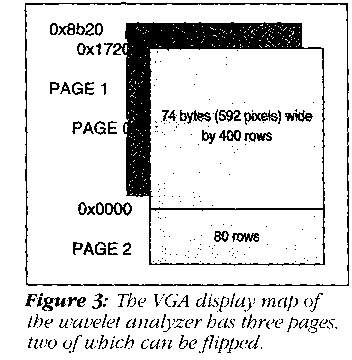 0x8b20
0x1720
PAGE 1
74 bytes (592 pixels) wide
by 400 rows
PAGE 0
0x0000
80 rows
PAGE 2
Figure 3: The VGA display map of
the wavelet analyzer has three pages,
two of which can be flipped.